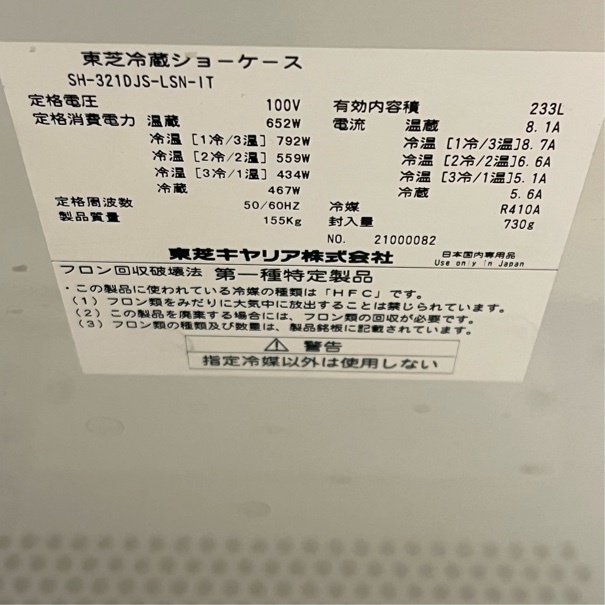 東芝冷蔵ショーケース
SH-321DJS-LSN-IT
定格電圧 100V 有効内容積 233L
定格消費電力 温蔵 652W 電流 温蔵 8.1A
冷温 [1冷/3温] 792W 冷温 [1冷/3温]8.7A
冷温 [2冷/2温] 559W 冷温 [2冷/2温]6.6A
冷温 [3冷/1温] 434W 冷温 [3冷/1温]5.1A
冷蔵 467W 冷蔵 5.6A
定格周波数 50/60HZ 冷媒 R410A
製品質量 155Kg 封入量 730g
NO. 21000082
東芝キヤリア株式会社 日本国内専用品
Use only in Japan
フロン回収破壊法 第一種特定製品
・この製品に使われている冷媒の種類は「HFC」です。
(1) フロン類をみだりに大気中に放出することは禁じられています。
(2) この製品を廃棄する場合には、フロン類の回収が必要です。
(3) フロン類の種類及び数量は、製品銘板に記載されています。
⚠ 警告
指定冷媒以外は使用しない